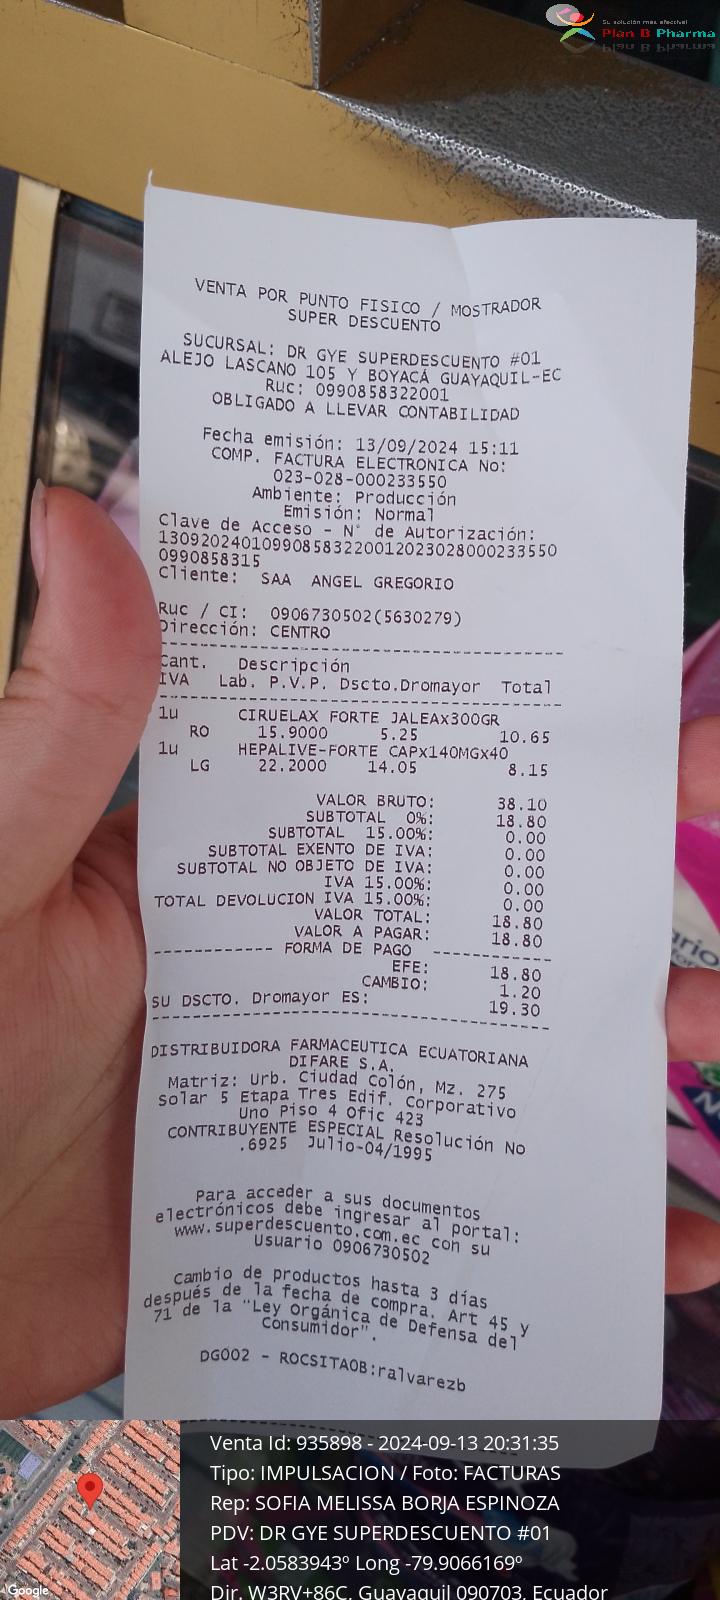 Su solución más efectiva!
Plan B Pharma
VENTA POR PUNTO FISICO / MOSTRADOR
SUPER DESCUENTO
SUCURSAL: DR GYE SUPERDESCUENTO #01
ALEJO LASCANO 105 Y BOYACÁ GUAYAQUIL-EC
Ruc: 0990858322001
OBLIGADO A LLEVAR CONTABILIDAD
Fecha emisión: 13/09/2024 15:11
COMP. FACTURA ELECTRONICA No:
023-028-000233550
Ambiente: Producción
Emisión: Normal
Clave de Acceso - N° de Autorización:
130920240109908583220012023028000233550
0990858315
Cliente: SAA ANGEL GREGORIO
Ruc / CI: 0906730502(5630279)
Dirección: CENTRO
Cant. Descripción
IVA Lab. P.V.P. Dscto.Dromayor Total
1u CIRUELAX FORTE JALEAx300GR
RO 15.9000 5.25 10.65
1u HEPALIVE-FORTE CAPx140MGx40
LG 22.2000 14.05 8.15
VALOR BRUTO: 38.10
SUBTOTAL 0%: 18.80
SUBTOTAL 15.00%: 0.00
SUBTOTAL EXENTO DE IVA: 0.00
SUBTOTAL NO OBJETO DE IVA: 0.00
IVA 15.00%: 0.00
TOTAL DEVOLUCION IVA 15.00%: 0.00
VALOR TOTAL: 18.80
VALOR A PAGAR: 18.80
------------ FORMA DE PAGO ------------
EFE: 18.80
CAMBIO: 1.20
SU DSCTO. Dromayor ES: 19.30
DISTRIBUIDORA FARMACEUTICA ECUATORIANA
DIFARE S.A.
Matriz: Urb. Ciudad Colón, Mz. 275
Solar 5 Etapa Tres Edif. Corporativo
Uno Piso 4 Ofic 423
CONTRIBUYENTE ESPECIAL Resolución No
.6925 Julio-04/1995
Para acceder a sus documentos
electrónicos debe ingresar al portal:
www.superdescuento.com.ec con su
Usuario 0906730502
Cambio de productos hasta 3 días
después de la fecha de compra. Art 45 y
71 de la "Ley Orgánica de Defensa del
Consumidor".
DG002 - ROCSITAOB:ralvarezb
Venta Id: 935898 - 2024-09-13 20:31:35
Tipo: IMPULSACION / Foto: FACTURAS
Rep: SOFIA MELISSA BORJA ESPINOZA
PDV: DR GYE SUPERDESCUENTO #01
Lat -2.0583943º Long -79.9066169º
Dir. W3RV+86C, Guayaquil 090703, Ecuador
Google